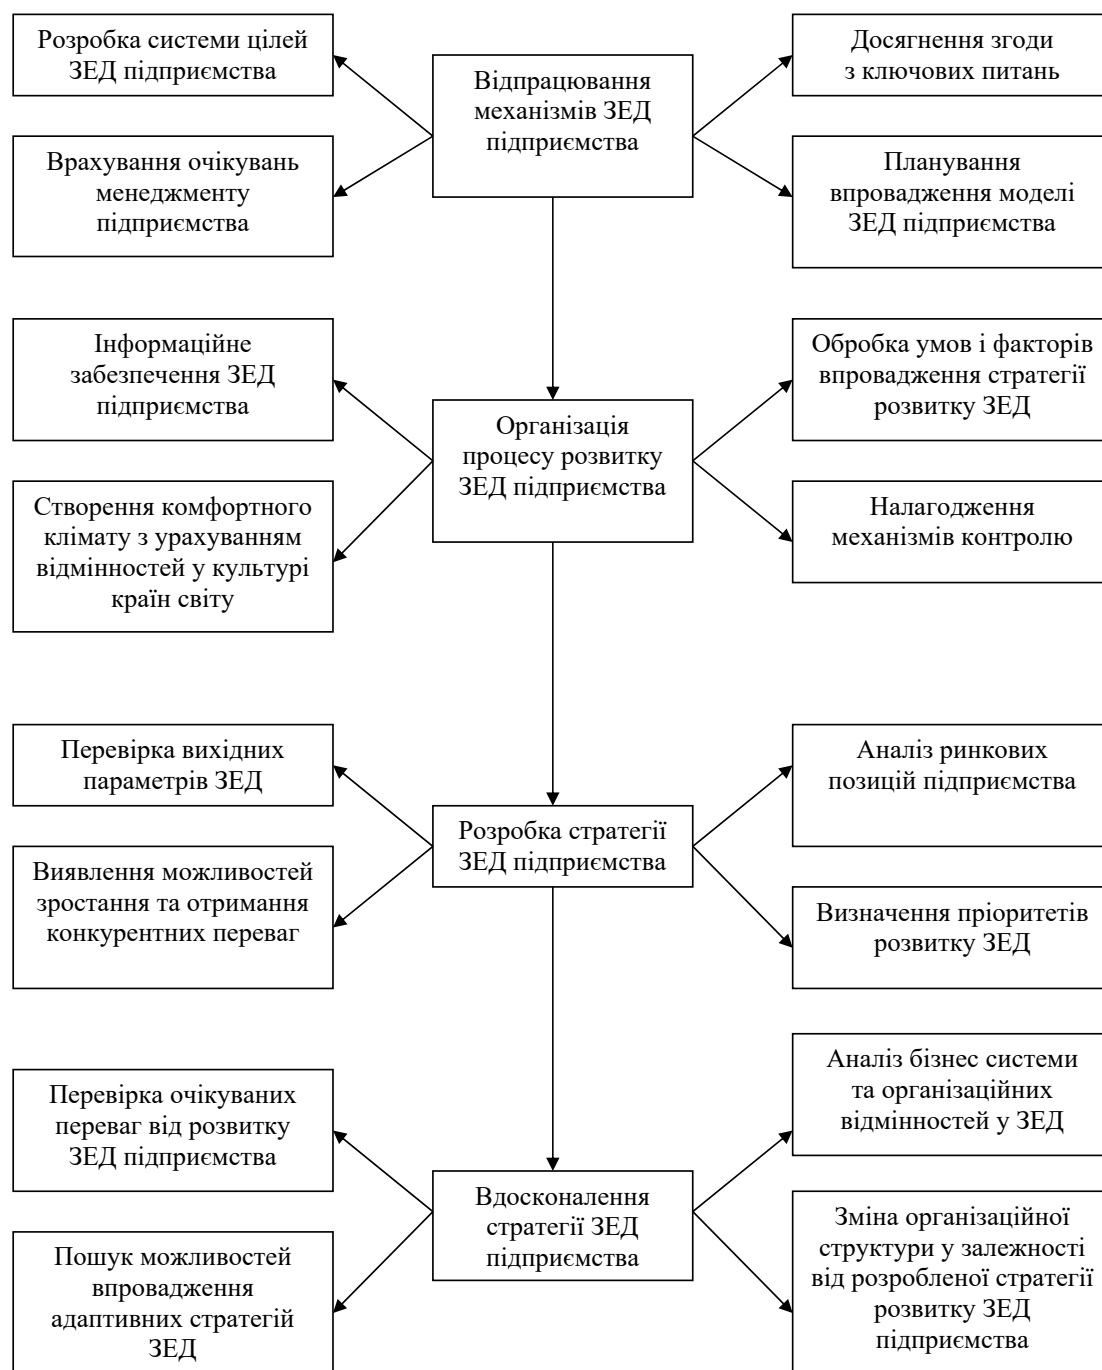 Розробка системи цілей
ЗЕД підприємства
Відпрацювання
механізмів ЗЕД
підприємства
Досягнення згоди
з ключових питань
Врахування очікувань
менеджменту
підприємства
Планування
впровадження моделі
ЗЕД підприємства
Інформаційне
забезпечення ЗЕД
підприємства
Організація
процесу розвитку
ЗЕД підприємства
Обробка умов і факторів
впровадження стратегії
розвитку ЗЕД
Створення комфортного
клімату з урахуванням
відмінностей у культурі
країн світу
Налагодження
механізмів контролю
Перевірка вихідних
параметрів ЗЕД
Розробка стратегії
ЗЕД підприємства
Аналіз ринкових
позицій підприємства
Виявлення можливостей
зростання та отримання
конкурентних переваг
Визначення пріоритетів
розвитку ЗЕД
Перевірка очікуваних
переваг від розвитку
ЗЕД підприємства
Вдосконалення
стратегії ЗЕД
підприємства
Аналіз бізнес системи
та організаційних
відмінностей у ЗЕД
Пошук можливостей
впровадження
адаптивних стратегій
ЗЕД
Зміна організаційної
структури у залежності
від розробленої стратегії
розвитку ЗЕД
підприємства